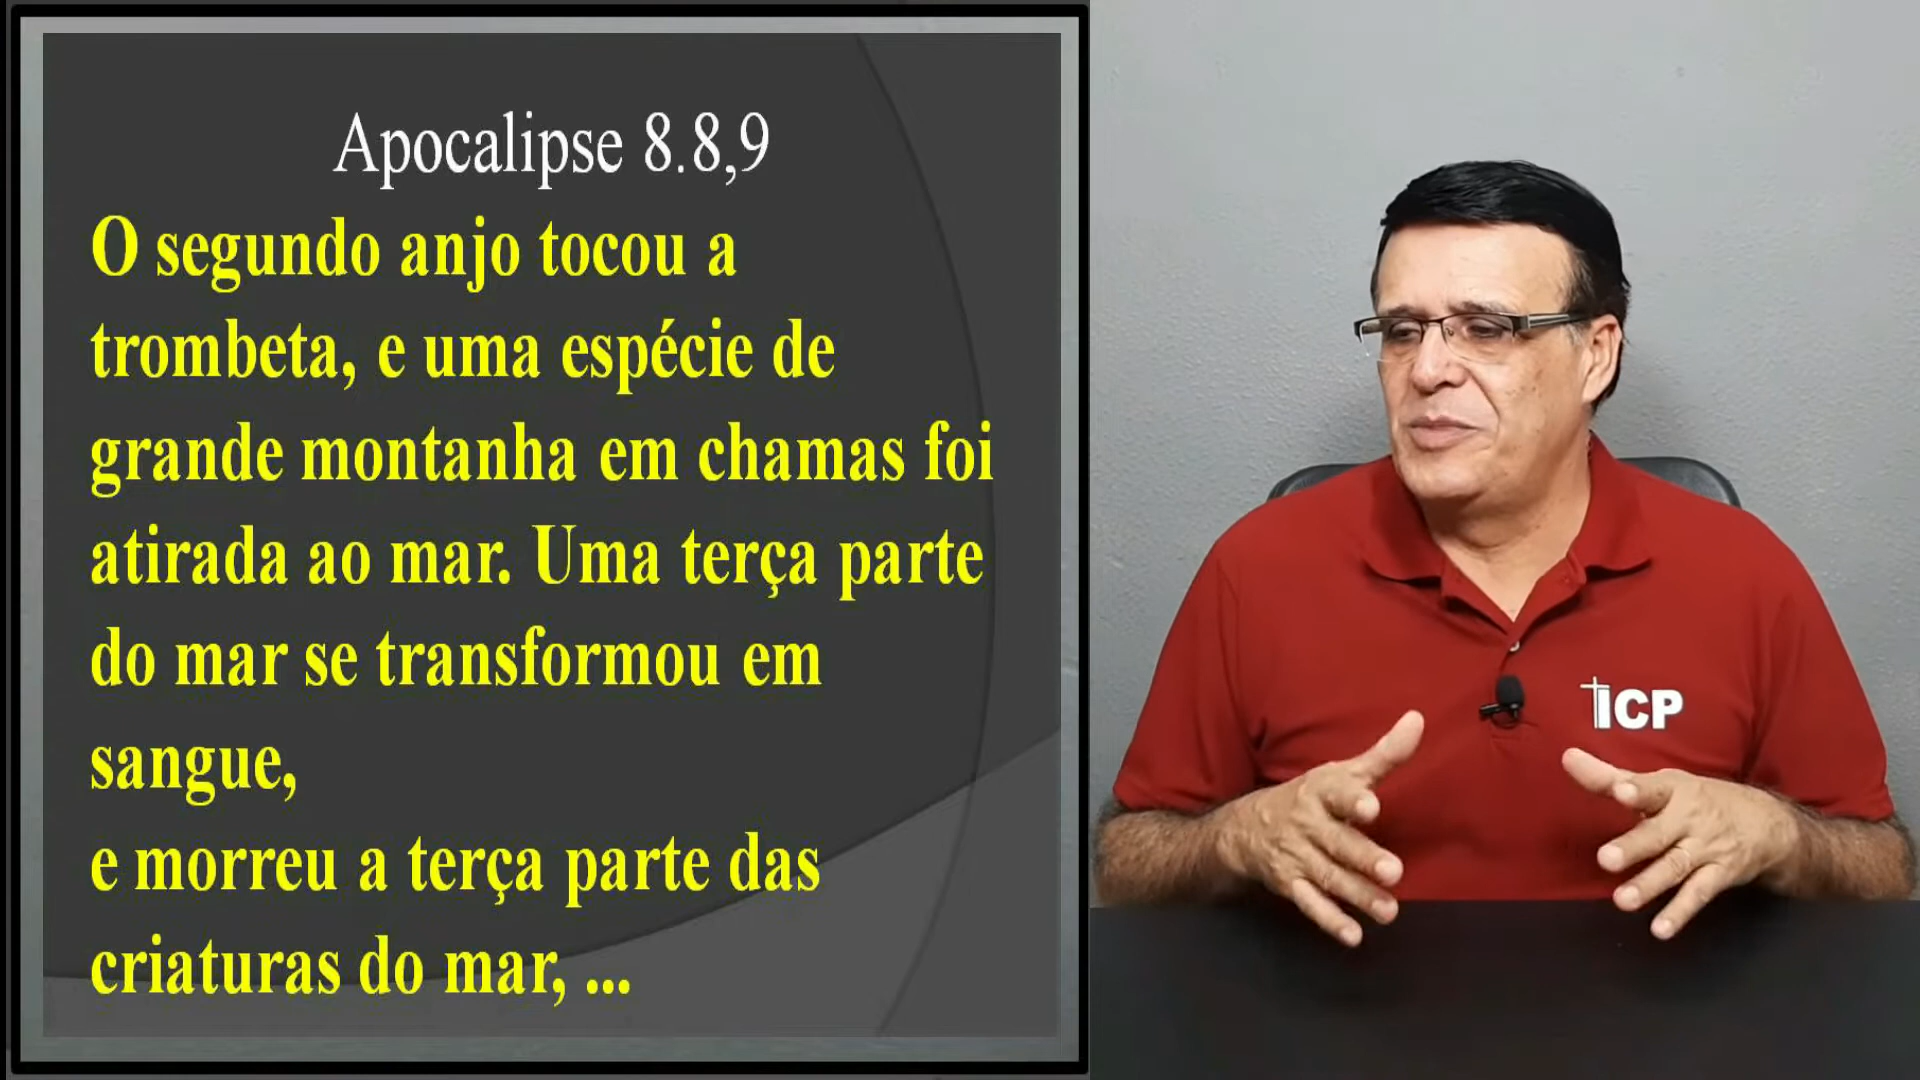 Apocalipse 8.8,9
O segundo anjo tocou a
trombeta, e uma espécie de
grande montanha em chamas foi
atirada ao mar. Uma terça parte
do mar se transformou em
sangue,
e morreu a terça parte das
criaturas do mar, ...
ICP